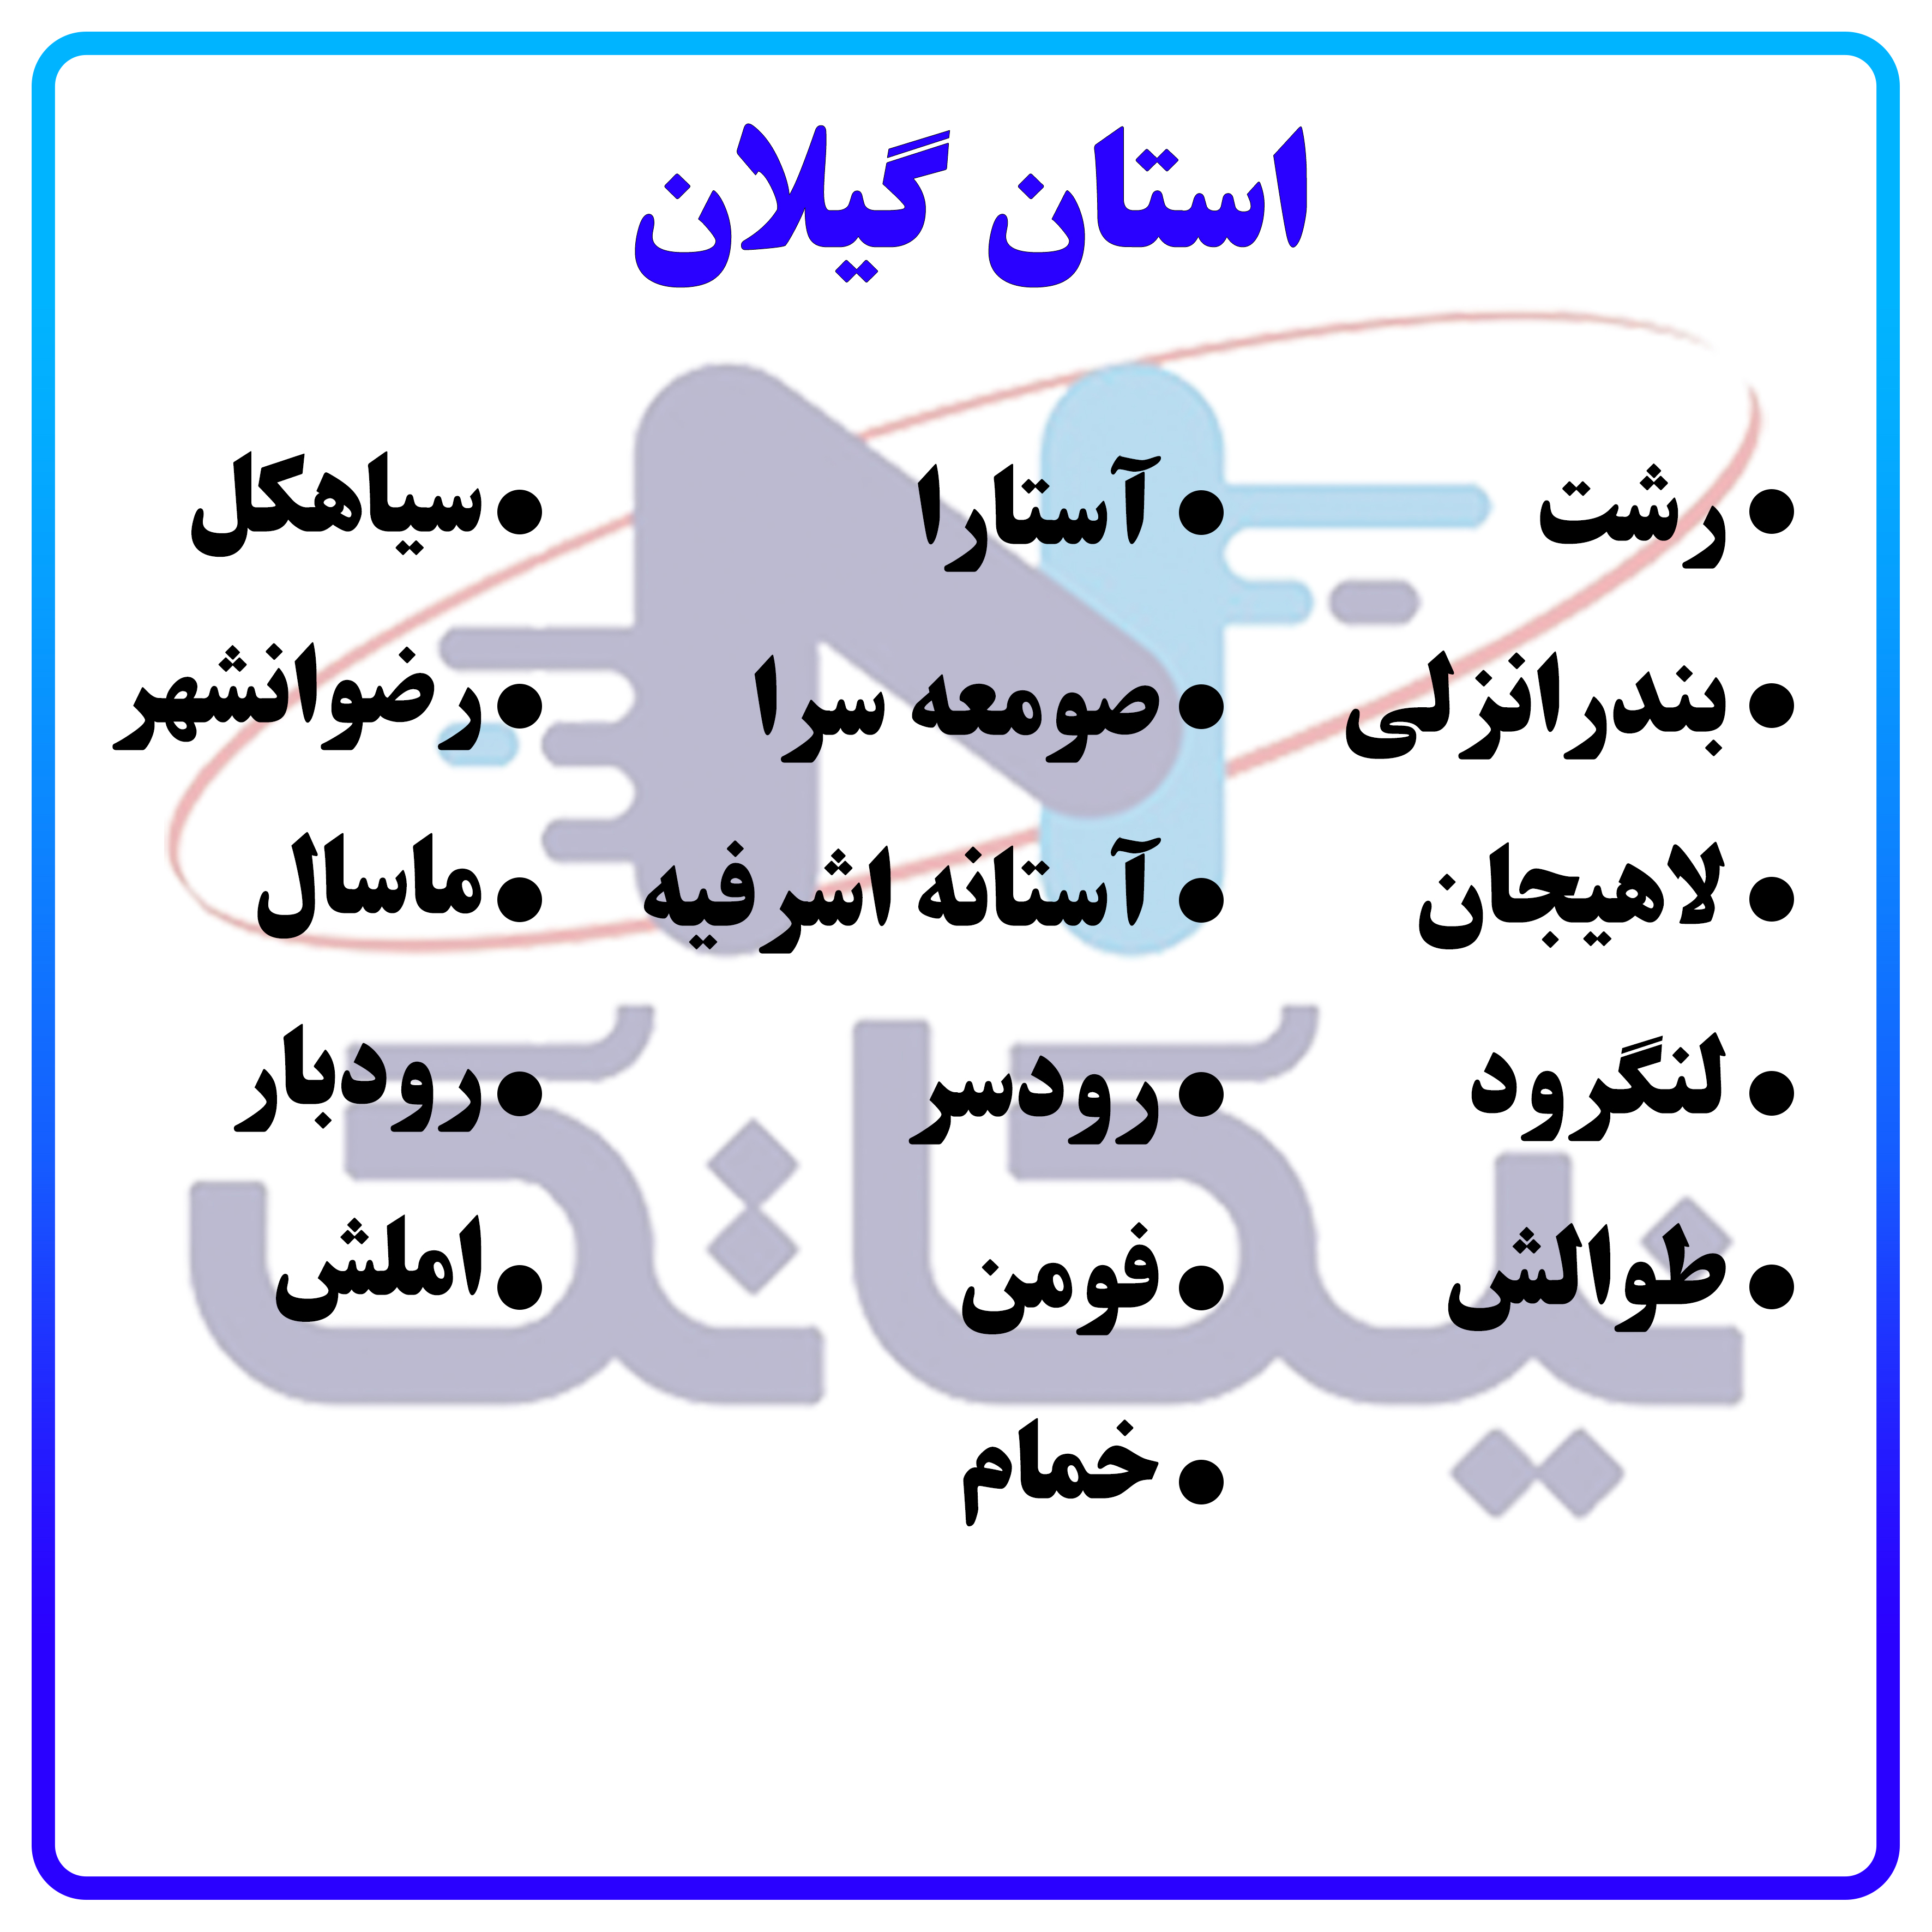 استان گیلان
• رشت
• بندرانزلی
• لاهیجان
• لنگرود
• طوالش
• آستارا
• صومعه سرا
• آستانه اشرفیه
• رودسر
• فومن
• خمام
• سیاهکل
• رضوانشهر
• ماسال
• رودبار
• املش
نیکاتک